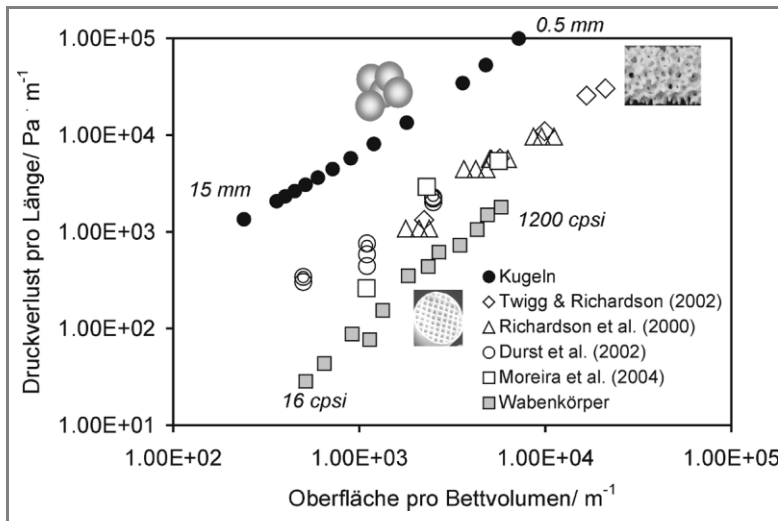 Druckverlust pro Länge/ Pa · m⁻¹
1.00E+05
1.00E+04
1.00E+03
1.00E+02
1.00E+01
0.5 mm
15 mm
1200 cpsi
16 cpsi
Kugeln
Twigg & Richardson (2002)
Richardson et al. (2000)
Durst et al. (2002)
Moreira et al. (2004)
Wabenkörper
1.00E+02
1.00E+03
1.00E+04
1.00E+05
Oberfläche pro Bettvolumen/ m⁻¹